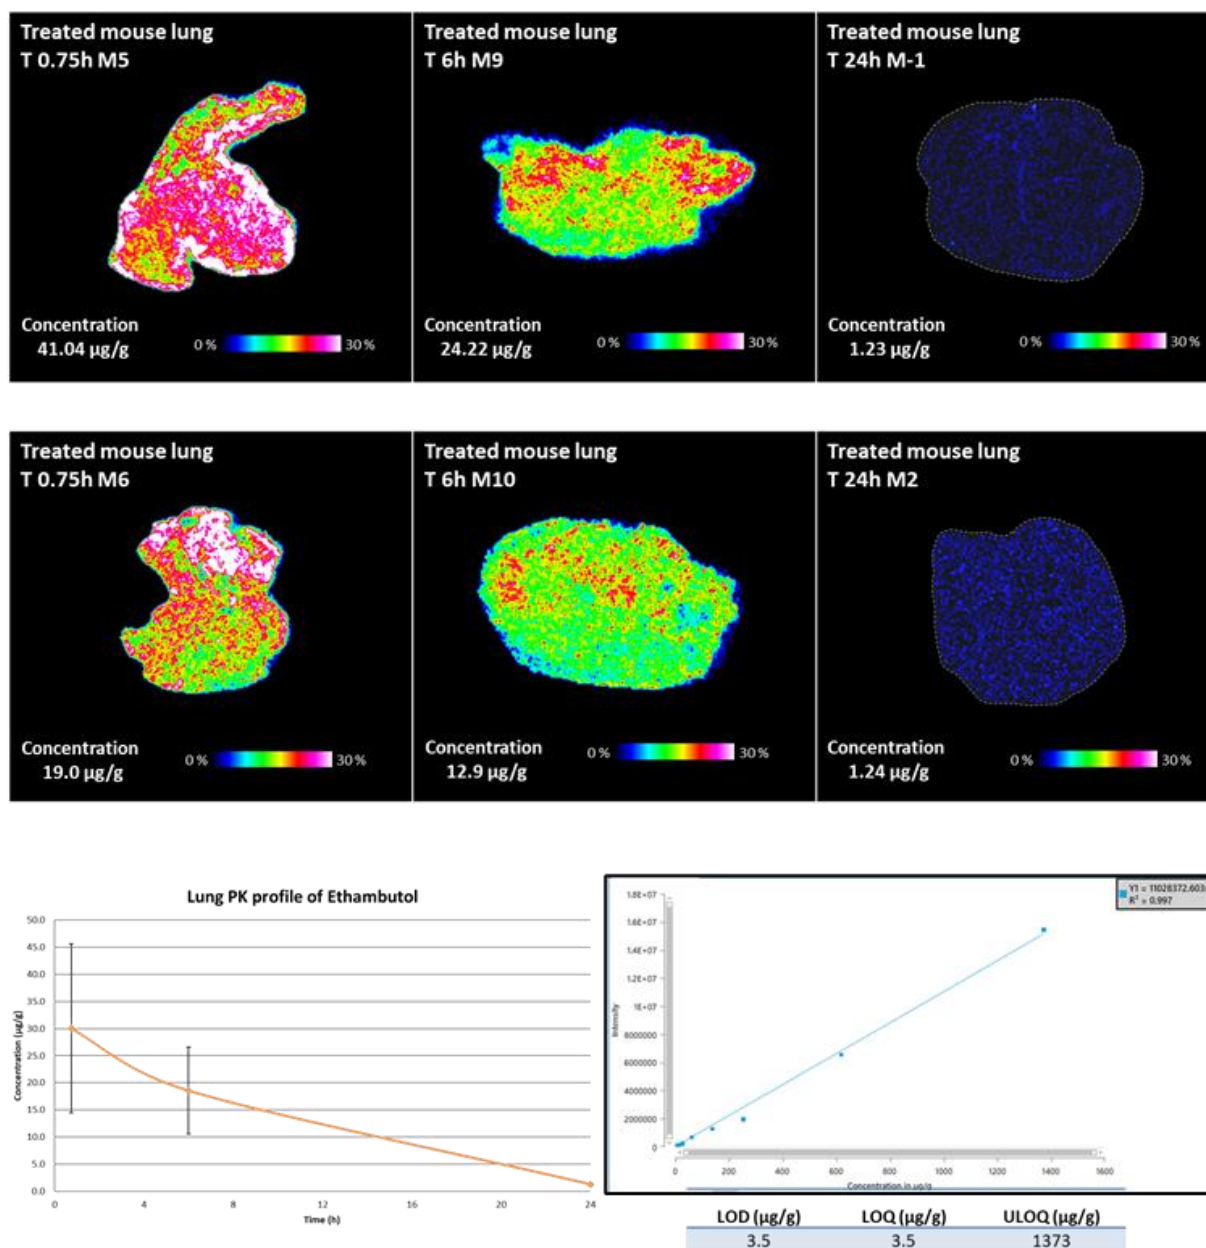 Treated mouse lung
T 0.75h M5
Concentration
41.04 µg/g
0 %
30 %
Treated mouse lung
T 6h M9
Concentration
24.22 µg/g
0 %
30 %
Treated mouse lung
T 24h M-1
Concentration
1.23 µg/g
0 %
30 %
Treated mouse lung
T 0.75h M6
Concentration
19.0 µg/g
0 %
30 %
Treated mouse lung
T 6h M10
Concentration
12.9 µg/g
0 %
30 %
Treated mouse lung
T 24h M2
Concentration
1.24 µg/g
0 %
30 %
Lung PK profile of Ethambutol
Concentration (µg/g)
50.0
45.0
40.0
35.0
30.0
25.0
20.0
15.0
10.0
5.0
0.0
0 4 8 12 16 20 24
Time (h)
Y1 = 11028372.603
R² = 0.997
Intensity
1.8E+07
1.6E+07
1.4E+07
1.2E+07
1E+07
8000000
6000000
4000000
2000000
0
0 200 400 600 800 1000 1200 1400 1600
Concentration in µg/g
LOD (µg/g) LOQ (µg/g) ULOQ (µg/g)
3.5 3.5 1373